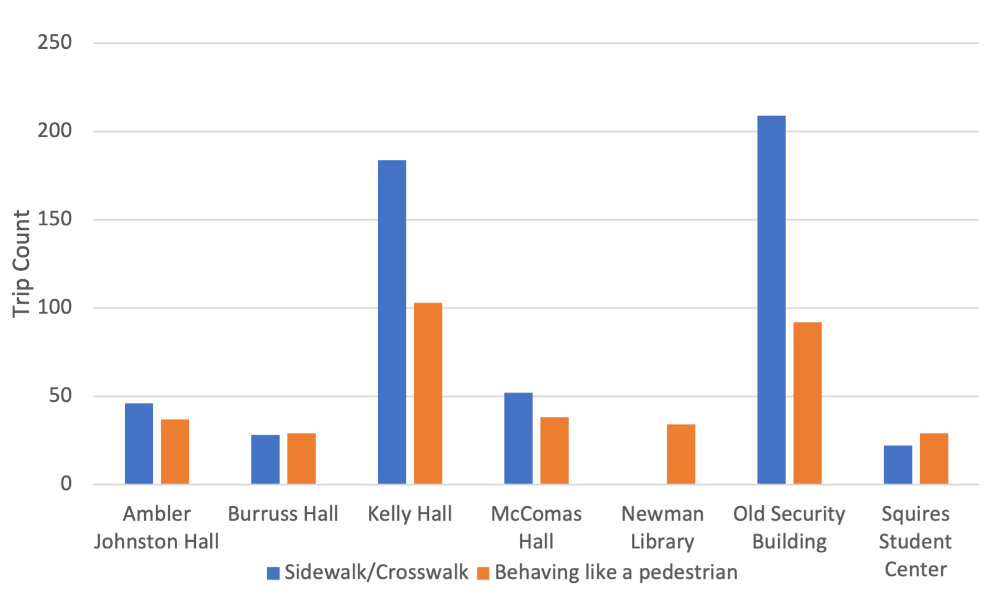 250
200
150
100
50
0
Trip Count
Ambler
Johnston Hall
Burruss Hall
Kelly Hall
McComas
Hall
Newman
Library
Old Security
Building
Squires
Student
Center
Sidewalk/Crosswalk
Behaving like a pedestrian